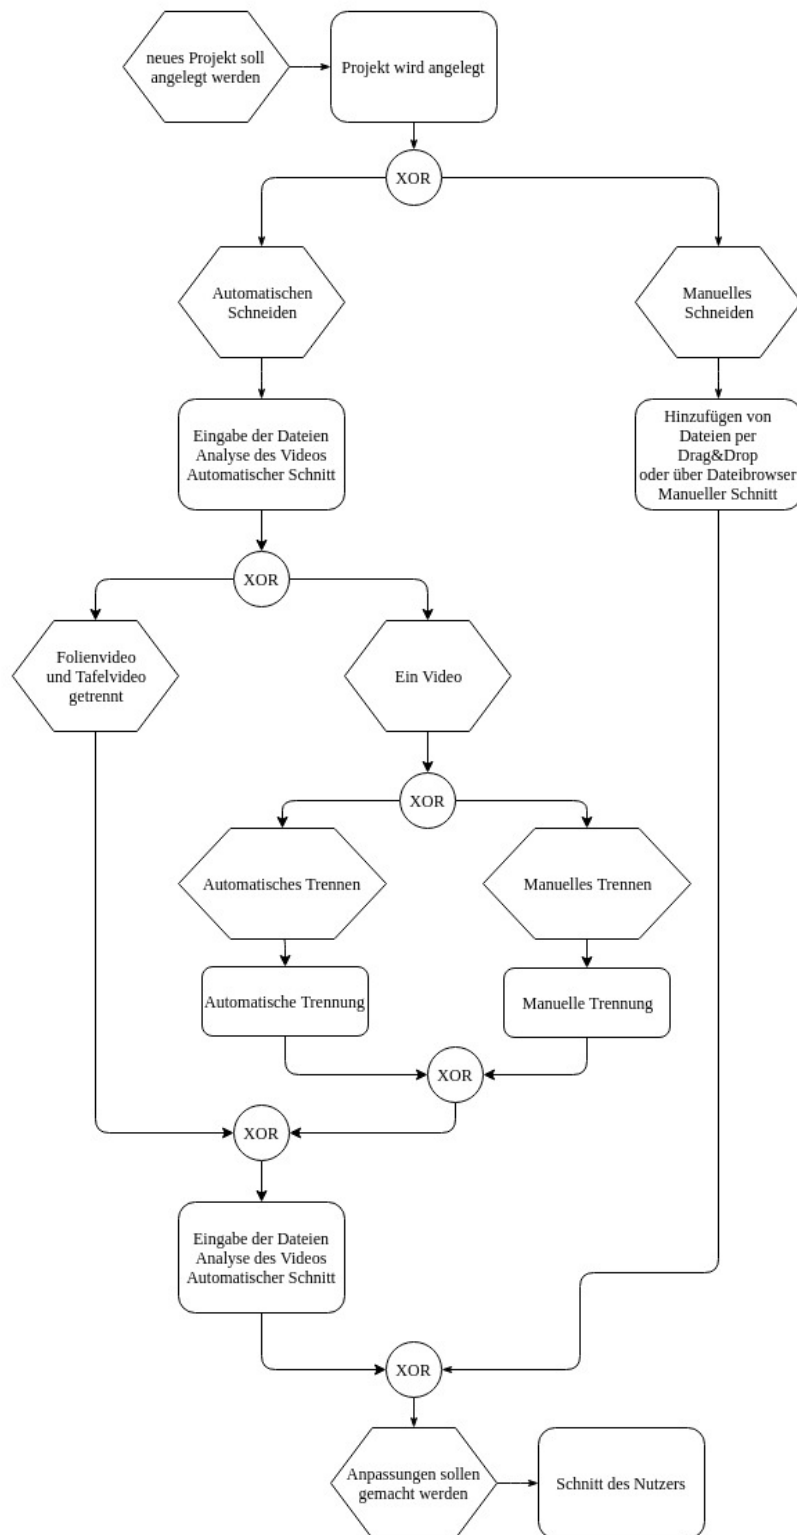 neues Projekt soll
angelegt werden
Projekt wird angelegt
XOR
Automatischen
Schneiden
Manuelles
Schneiden
Eingabe der Dateien
Analyse des Videos
Automatischer Schnitt
Hinzufügen von
Dateien per
Drag&Drop
oder über Dateibrowser
Manueller Schnitt
XOR
Folienvideo
und Tafelvideo
getrennt
Ein Video
XOR
Automatisches Trennen
Manuelles Trennen
Automatische Trennung
Manuelle Trennung
XOR
XOR
Eingabe der Dateien
Analyse des Videos
Automatischer Schnitt
XOR
Anpassungen sollen
gemacht werden
Schnitt des Nutzers